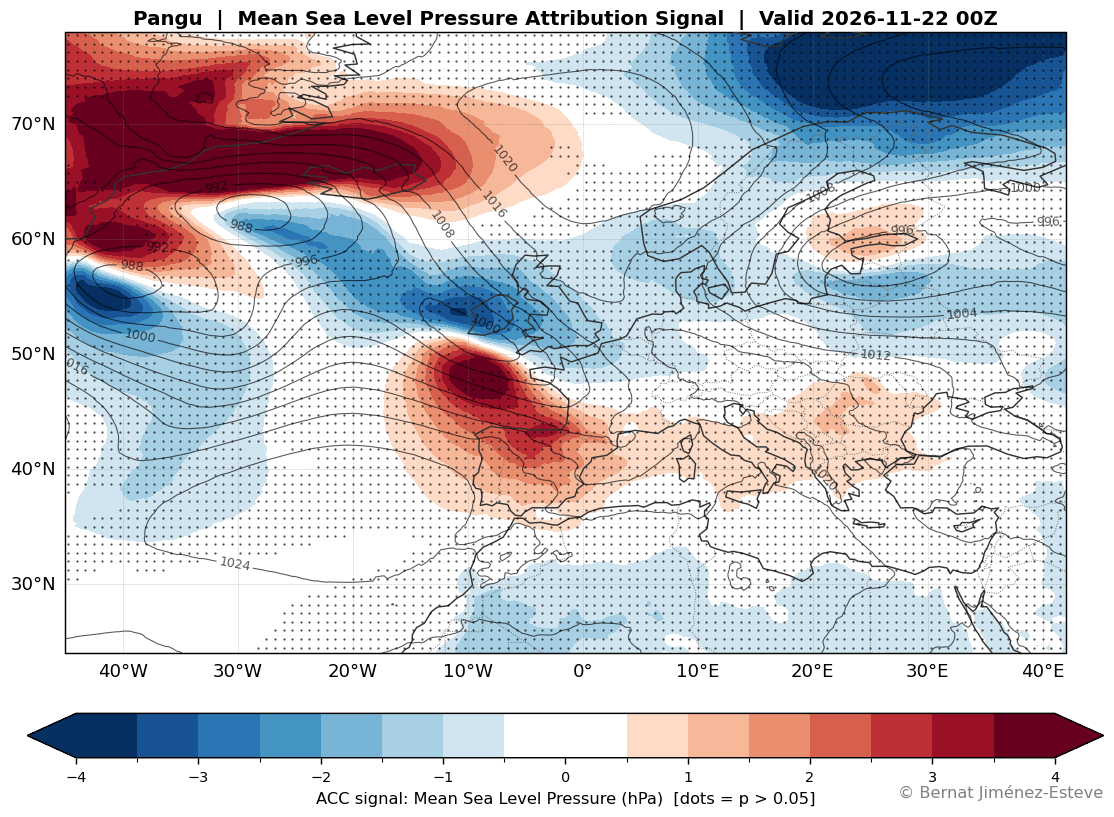 Pangu | Mean Sea Level Pressure Attribution Signal | Valid 2026-11-22 00Z
70°N
60°N
50°N
40°N
30°N
1020
1016
1008
992
988
996
992
988
1000
1016
1000
1008
1000
996
996
1004
1012
1020
1024
40°W
30°W
20°W
10°W
0°
10°E
20°E
30°E
40°E
−4
−3
−2
−1
0
1
2
3
4
ACC signal: Mean Sea Level Pressure (hPa) [dots = p > 0.05]
© Bernat Jiménez-Esteve